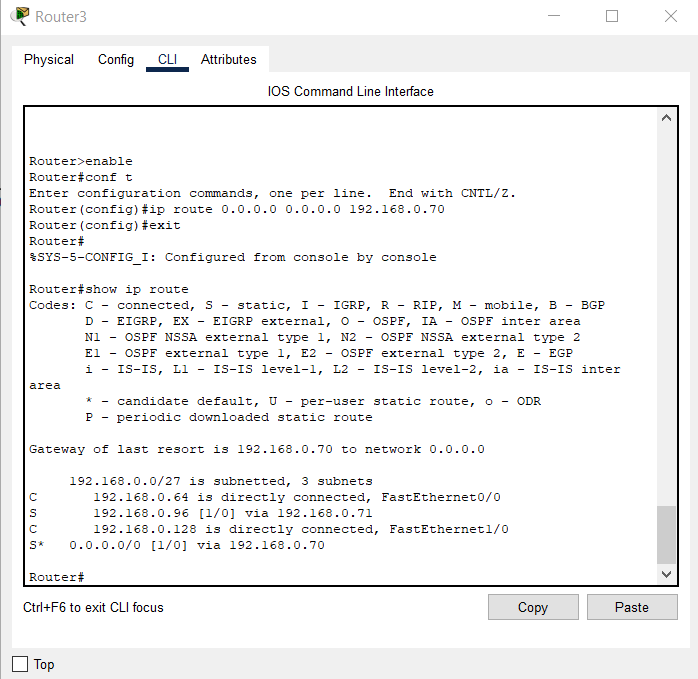 Router3
Physical Config CLI Attributes
IOS Command Line Interface
Router>enable
Router#conf t
Enter configuration commands, one per line.  End with CNTL/Z.
Router(config)#ip route 0.0.0.0 0.0.0.0 192.168.0.70
Router(config)#exit
Router#
%SYS-5-CONFIG_I: Configured from console by console
Router#show ip route
Codes: C - connected, S - static, I - IGRP, R - RIP, M - mobile, B - BGP
       D - EIGRP, EX - EIGRP external, O - OSPF, IA - OSPF inter area
       N1 - OSPF NSSA external type 1, N2 - OSPF NSSA external type 2
       E1 - OSPF external type 1, E2 - OSPF external type 2, E - EGP
       i - IS-IS, L1 - IS-IS level-1, L2 - IS-IS level-2, ia - IS-IS inter
area
       * - candidate default, U - per-user static route, o - ODR
       P - periodic downloaded static route
Gateway of last resort is 192.168.0.70 to network 0.0.0.0
     192.168.0.0/27 is subnetted, 3 subnets
C       192.168.0.64 is directly connected, FastEthernet0/0
S       192.168.0.96 [1/0] via 192.168.0.71
C       192.168.0.128 is directly connected, FastEthernet1/0
S*   0.0.0.0/0 [1/0] via 192.168.0.70
Router#
Ctrl+F6 to exit CLI focus
Copy Paste
Top